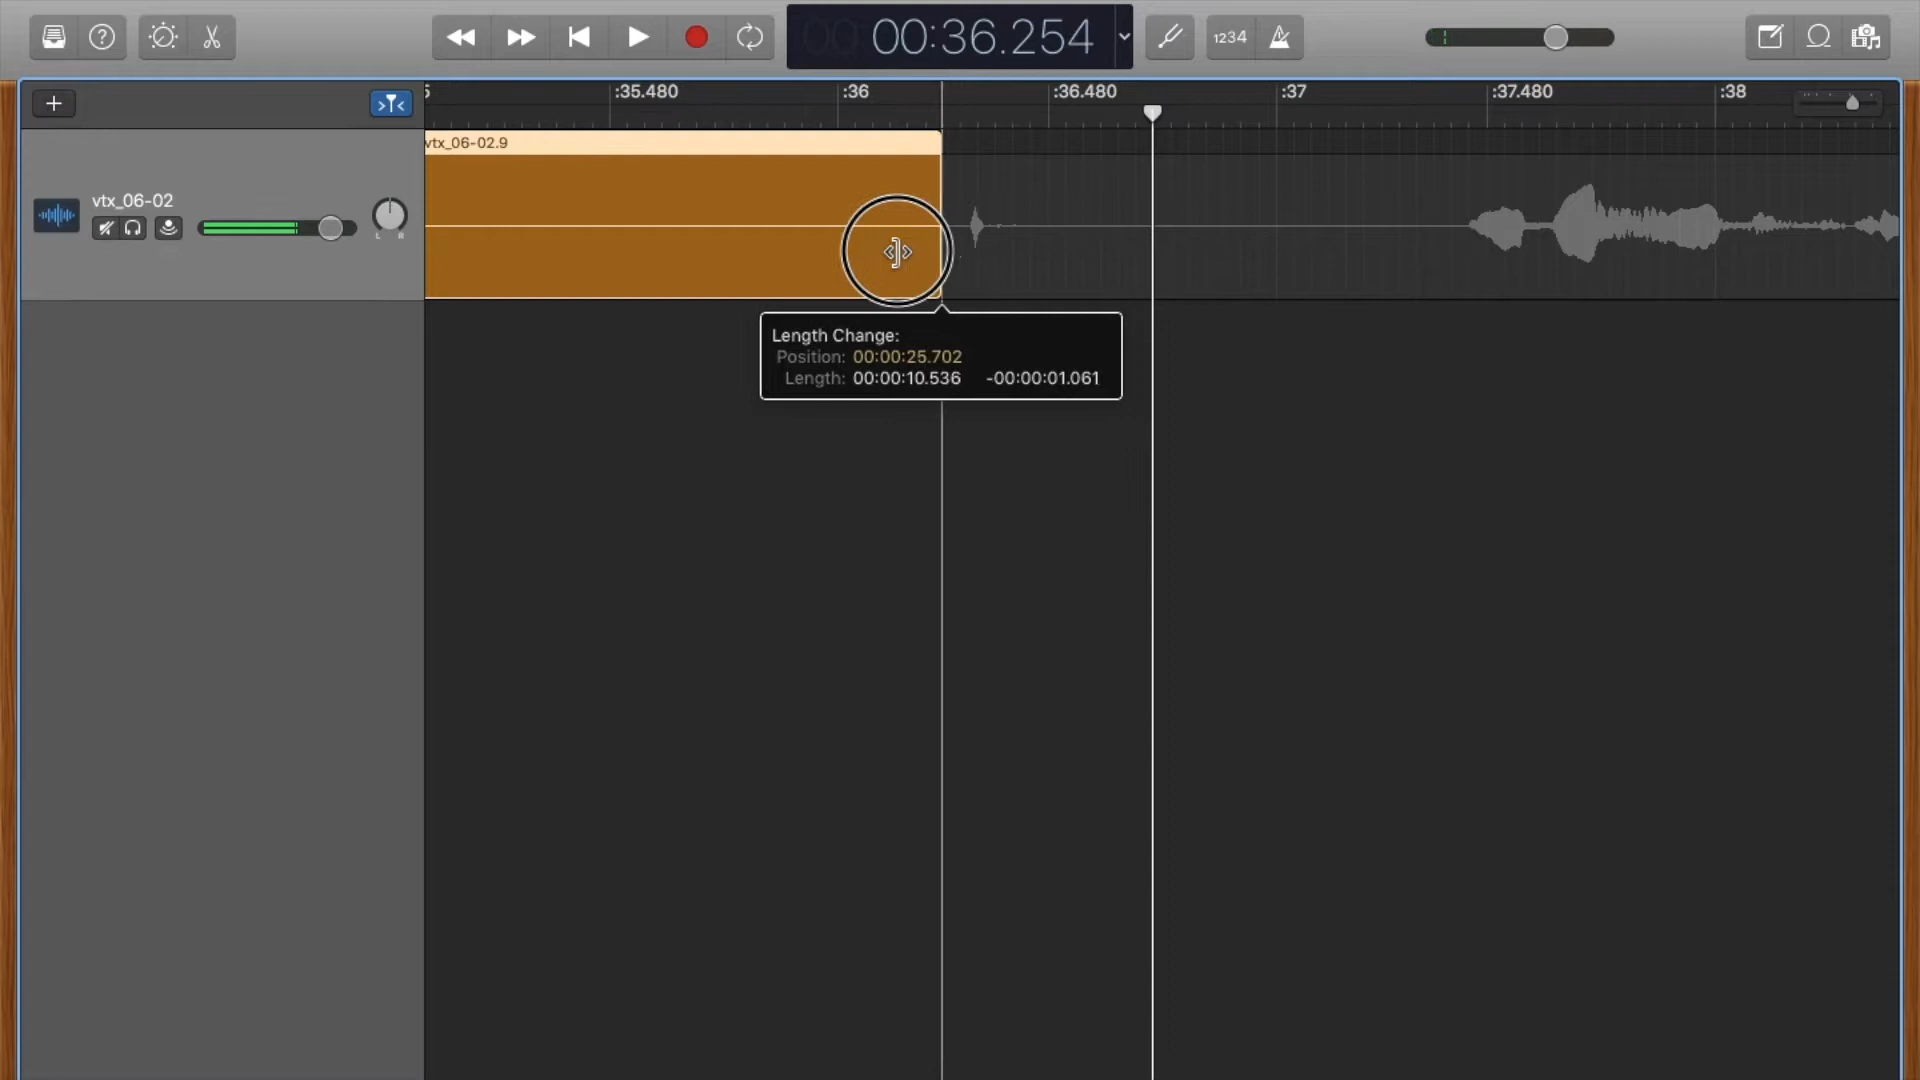 00:36.254
1234
:35.480
:36
:36.480
:37
:37.480
:38
vtx_06-02.9
vtx_06-02
L R
Length Change:
Position: 00:00:25.702
Length: 00:00:10.536 -00:00:01.061